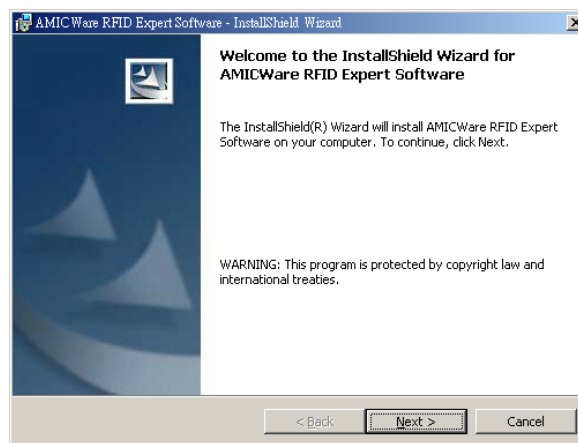 AMICWare RFID Expert Software - InstallShield Wizard
Welcome to the InstallShield Wizard for
AMICWare RFID Expert Software
The InstallShield(R) Wizard will install AMICWare RFID Expert
Software on your computer. To continue, click Next.
WARNING: This program is protected by copyright law and
international treaties.
< Back
Next >
Cancel